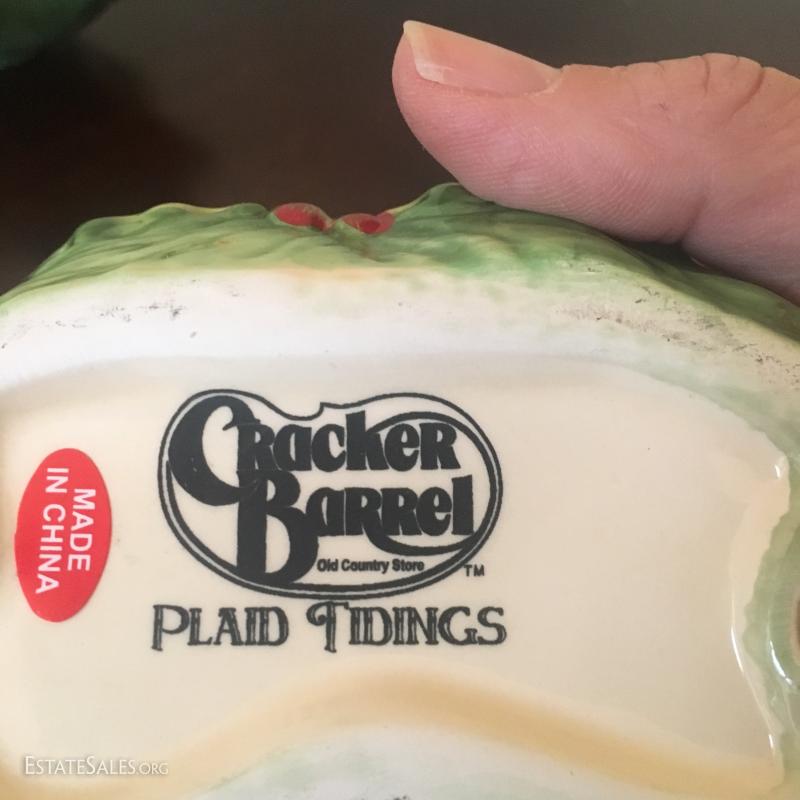 CRacKeR
BaRReL
Old Country Store
TM
PLAID TIDINGS
MADE
IN CHINA
ESTATESALES.ORG